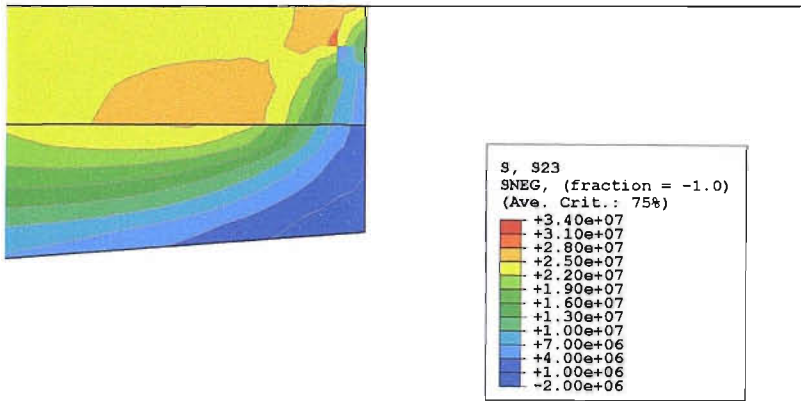 S, S23
SNEG, (fraction = -1.0)
(Ave. Crit.: 75%)
+3.40e+07
+3.10e+07
+2.80e+07
+2.50e+07
+2.20e+07
+1.90e+07
+1.60e+07
+1.30e+07
+1.00e+07
+7.00e+06
+4.00e+06
+1.00e+06
-2.00e+06